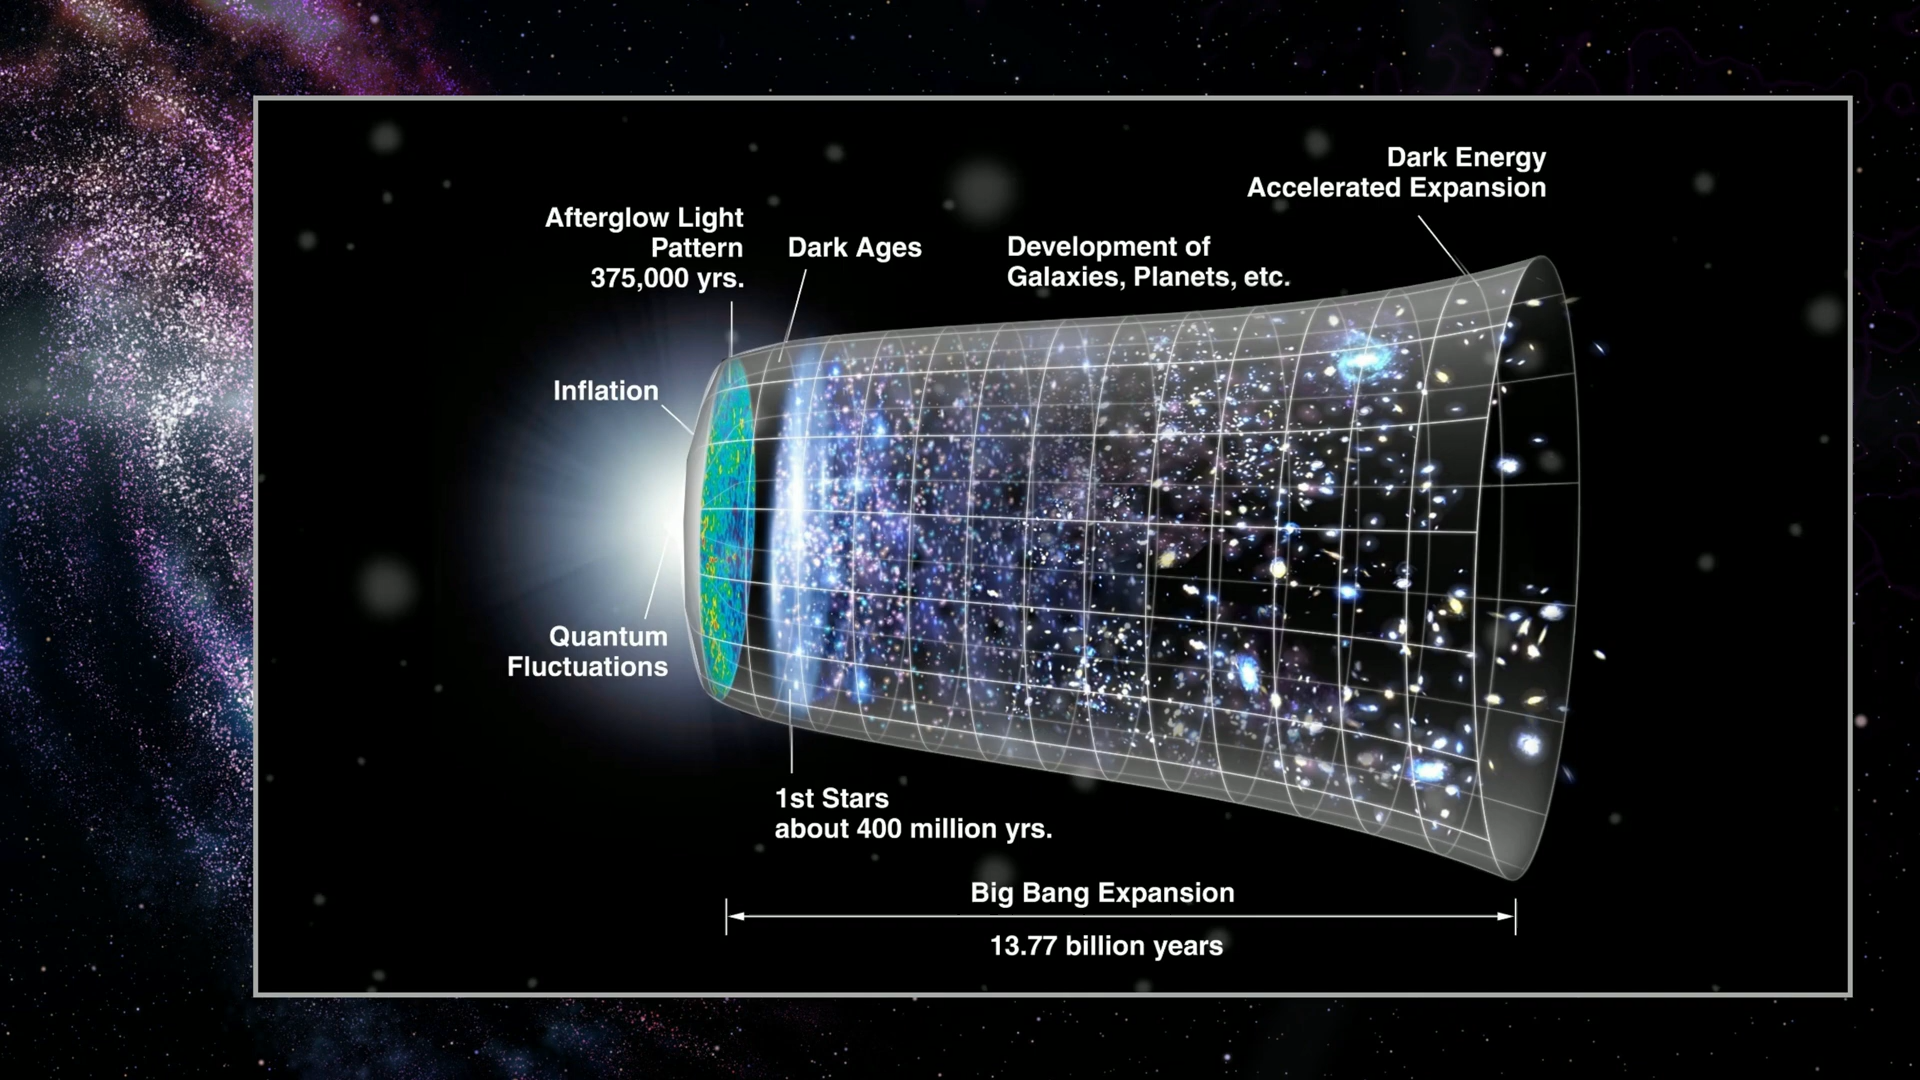 Dark Energy
Accelerated Expansion
Afterglow Light
Pattern
375,000 yrs.
Dark Ages
Development of
Galaxies, Planets, etc.
Inflation
Quantum
Fluctuations
1st Stars
about 400 million yrs.
Big Bang Expansion
13.77 billion years